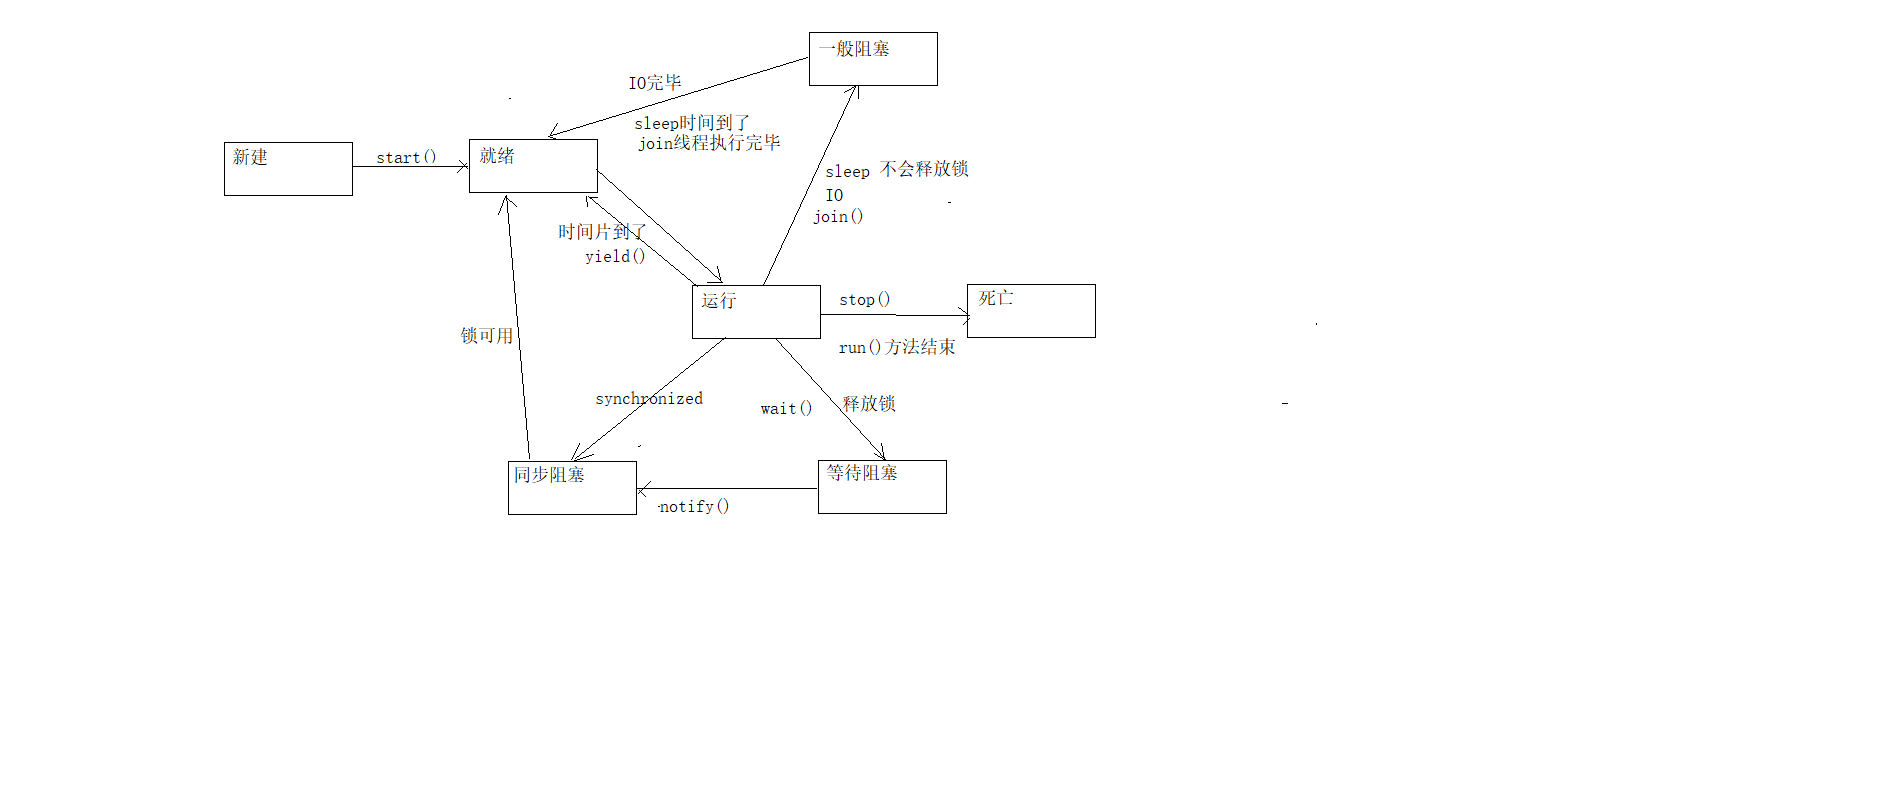 一般阻塞
IO完毕
sleep时间到了
join线程执行完毕
新建
start()
就绪
sleep 不会释放锁
IO
join()
时间片到了
yield()
运行
stop()
死亡
锁可用
run()方法结束
synchronized
wait()
释放锁
同步阻塞
等待阻塞
notify()